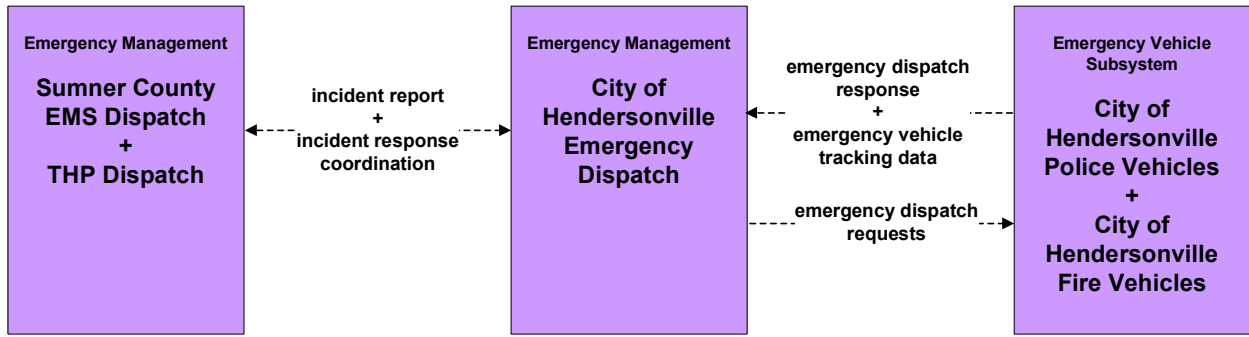 Emergency Management
Sumner County
EMS Dispatch
+
THP Dispatch
incident report
+
incident response
coordination
Emergency Management
City of
Hendersonville
Emergency
Dispatch
emergency dispatch
response
+
emergency vehicle
tracking data
emergency dispatch
requests
Emergency Vehicle
Subsystem
City of
Hendersonville
Police Vehicles
+
City of
Hendersonville
Fire Vehicles